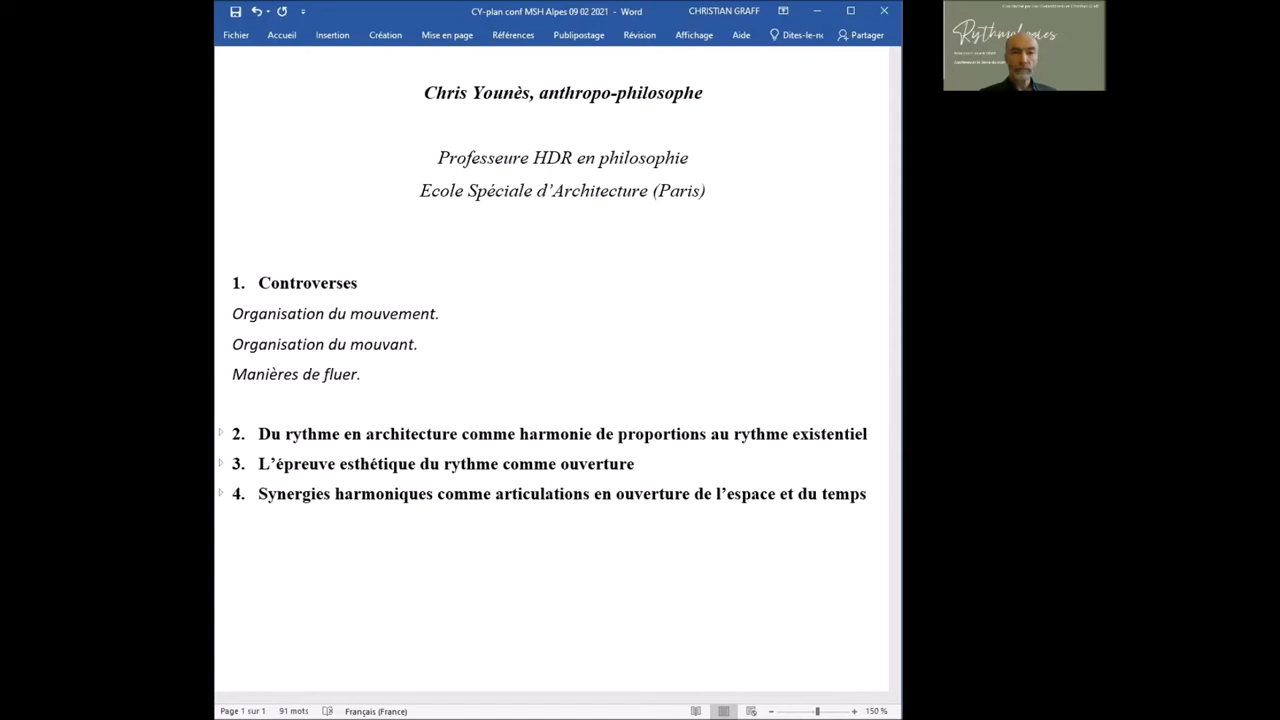 CY-plan conf MSH Alpes 09 02 2021 - Word
CHRISTIAN GRAFF
Fichier Accueil Insertion Création Mise en page Références Publipostage Révision Affichage Aide Dites-le-no Partager
Chris Younès, anthropo-philosophe
Professeure HDR en philosophie
Ecole Spéciale d’Architecture (Paris)
1. Controverses
Organisation du mouvement.
Organisation du mouvant.
Manières de fluer.
2. Du rythme en architecture comme harmonie de proportions au rythme existentiel
3. L’épreuve esthétique du rythme comme ouverture
4. Synergies harmoniques comme articulations en ouverture de l’espace et du temps
Page 1 sur 1 91 mots Français (France) 150 %
Rythmologies